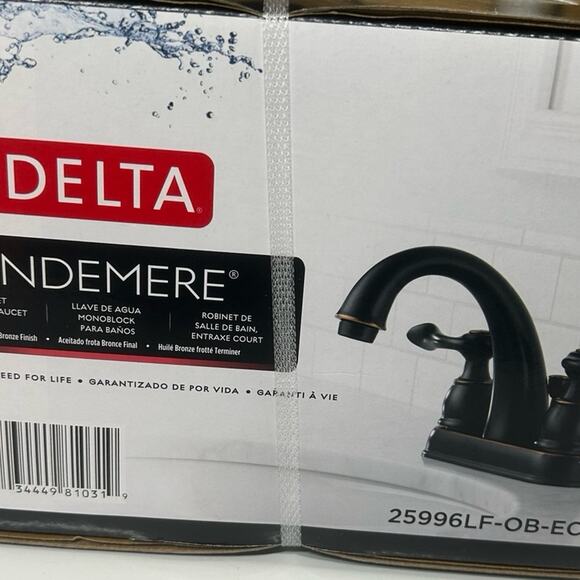 DELTA®
NDEMERE®
ET
AUCET
LLAVE DE AGUA
MONOBLOCK
PARA BAÑOS
ROBINET DE
SALLE DE BAIN,
ENTRAXE COURT
Bronze Finish • Aceitado frota Bronce Final • Huilé Bronze frotté Terminer
EED FOR LIFE • GARANTIZADO DE POR VIDA • GARANTI À VIE
34449 81031 9
25996LF-OB-EC